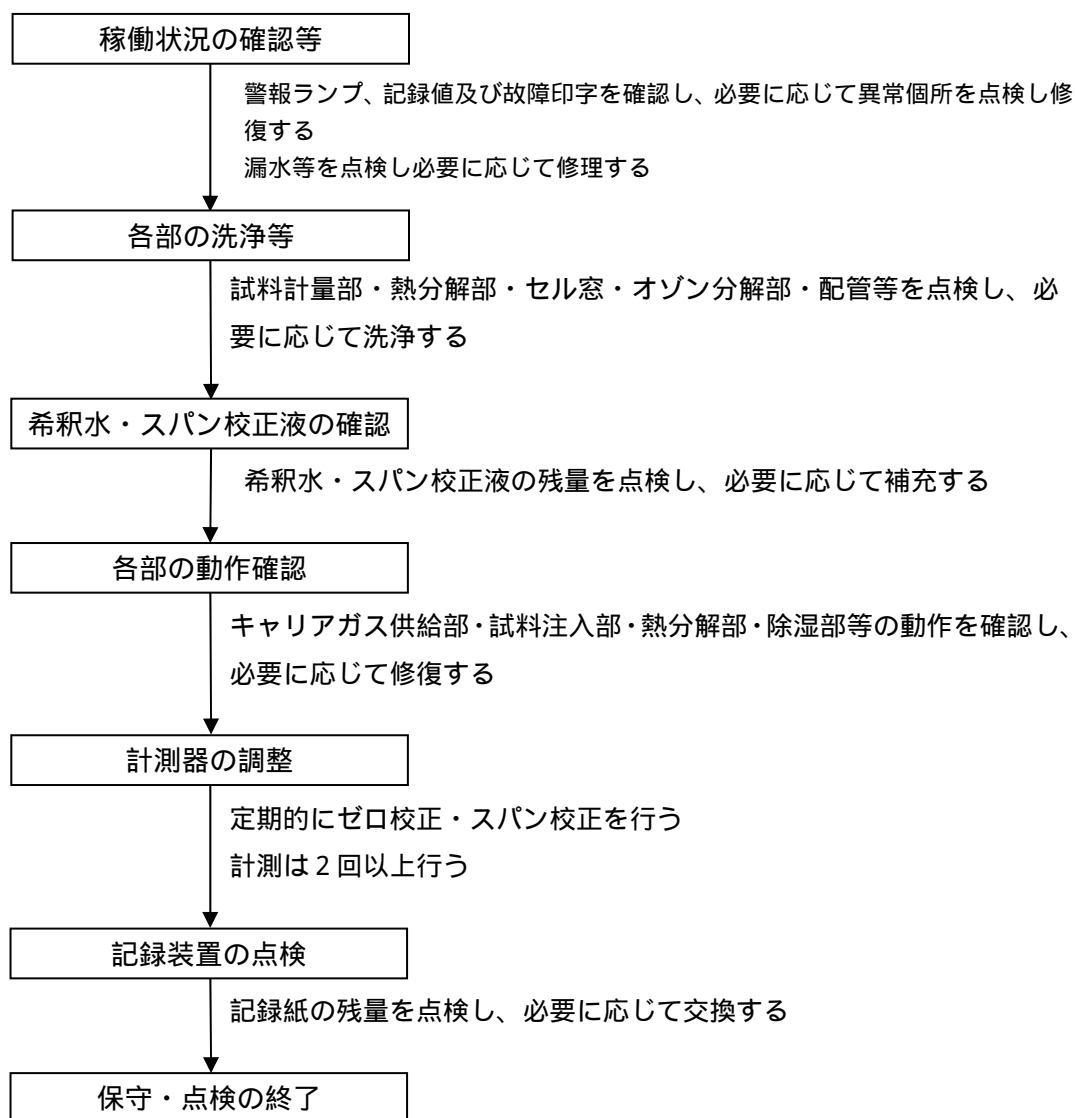 稼働状況の確認等
警報ランプ、記録値及び故障印字を確認し、必要に応じて異常個所を点検し修
復する
漏水等を点検し必要に応じて修理する
各部の洗浄等
試料計量部・熱分解部・セル窓・オゾン分解部・配管等を点検し、必
要に応じて洗浄する
希釈水・スパン校正液の確認
希釈水・スパン校正液の残量を点検し、必要に応じて補充する
各部の動作確認
キャリアガス供給部・試料注入部・熱分解部・除湿部等の動作を確認し、
必要に応じて修復する
計測器の調整
定期的にゼロ校正・スパン校正を行う
計測は2回以上行う
記録装置の点検
記録紙の残量を点検し、必要に応じて交換する
保守・点検の終了